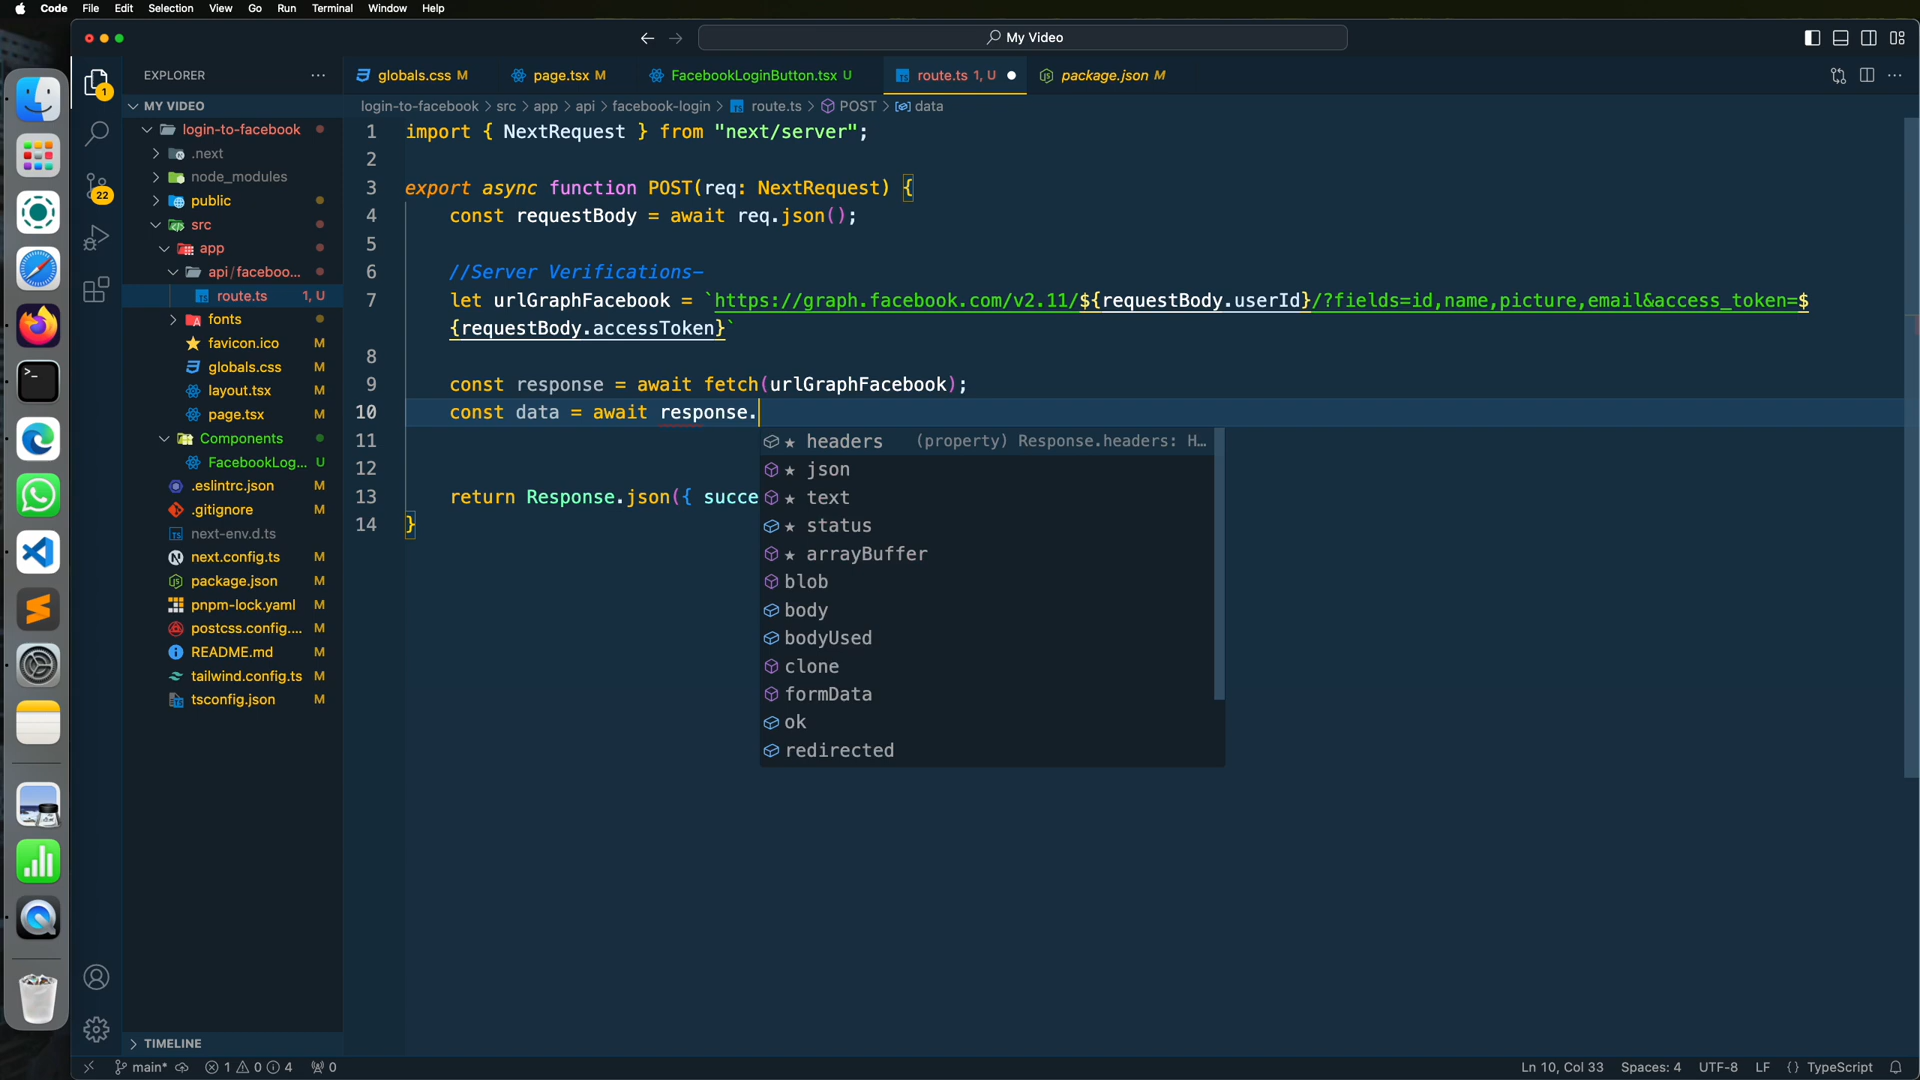 Code File Edit Selection View Go Run Terminal Window Help
My Video
EXPLORER
globals.css M
page.tsx M
FacebookLoginButton.tsx U
route.ts 1, U
package.json M
MY VIDEO
login-to-facebook > src > app > api > facebook-login > route.ts > POST > data
login-to-facebook
.next
node_modules
public
src
app
api/faceboo...
route.ts 1, U
fonts
favicon.ico M
globals.css M
layout.tsx M
page.tsx M
Components
FacebookLog... U
.eslintrc.json M
.gitignore M
next-env.d.ts
next.config.ts M
package.json M
pnpm-lock.yaml M
postcss.config.... M
README.md M
tailwind.config.ts M
tsconfig.json M
TIMELINE
1
22
1 import { NextRequest } from "next/server";
2
3 export async function POST(req: NextRequest) {
4 const requestBody = await req.json();
5
6 //Server Verifications-
7 let urlGraphFacebook = `https://graph.facebook.com/v2.11/${requestBody.userId}/?fields=id,name,picture,email&access_token=$
{requestBody.accessToken}`
8
9 const response = await fetch(urlGraphFacebook);
10 const data = await response.
11
12
13 return Response.json({ succe
14 }
headers (property) Response.headers: H...
json
text
status
arrayBuffer
blob
body
bodyUsed
clone
formData
ok
redirected
main* 1 0 4 0
Ln 10, Col 33 Spaces: 4 UTF-8 LF {} TypeScript